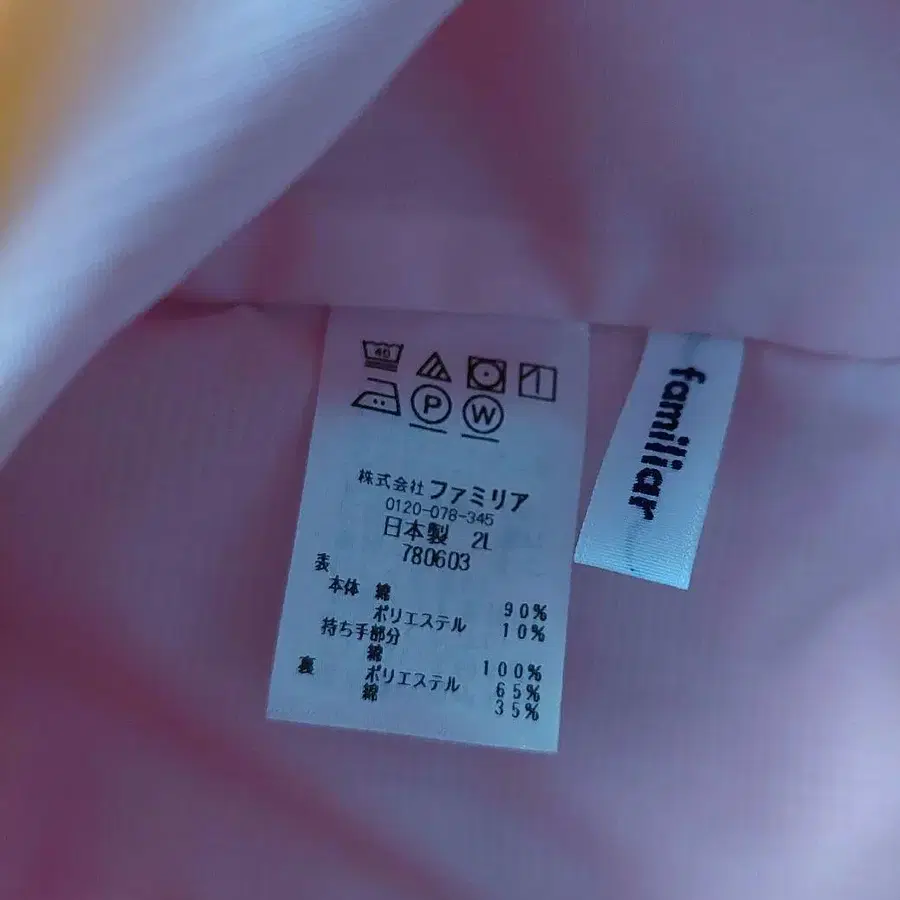 40
P W
株式会社 ファミリア
0120-078-345
日本製 2L
780603
表
本体 綿 90%
ポリエステル 10%
持ち手部分
綿 100%
裏 ポリエステル 65%
綿 35%
familiar